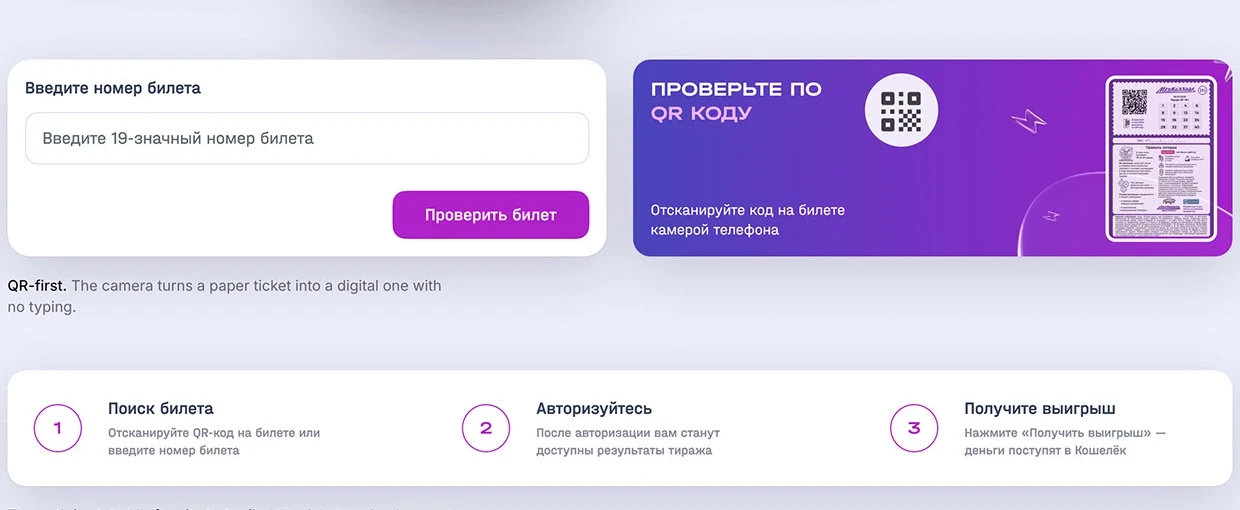 Введите номер билета
Введите 19-значный номер билета
Проверить билет
ПРОВЕРЬТЕ ПО
QR КОДУ
Отсканируйте код на билете
камерой телефона
QR-first. The camera turns a paper ticket into a digital one with
no typing.
1
Поиск билета
Отсканируйте QR-код на билете или
введите номер билета
2
Авторизуйтесь
После авторизации вам станут
доступны результаты тиража
3
Получите выигрыш
Нажмите «Получить выигрыш» —
деньги поступят в Кошелёк